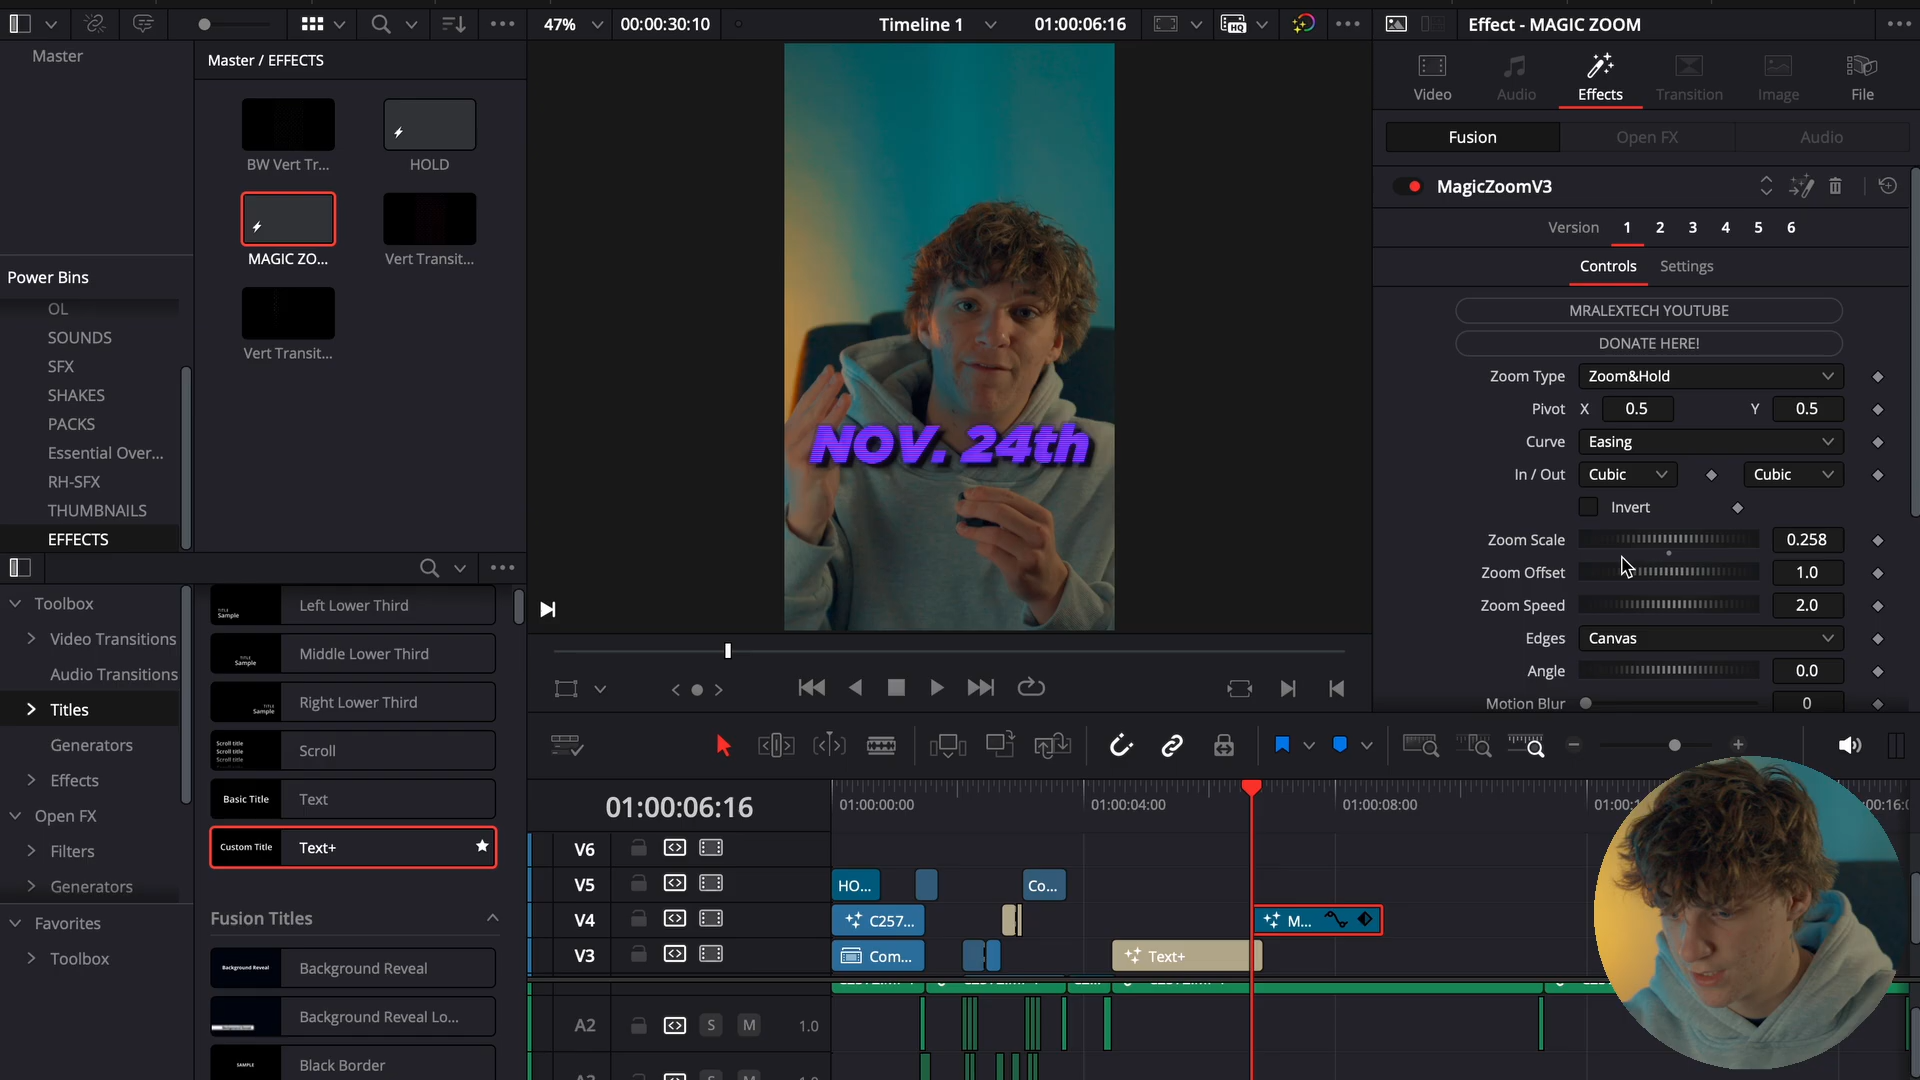 47%
00:00:30:10
Timeline 1
01:00:06:16
HQ
Effect - MAGIC ZOOM
Master
Master / EFFECTS
Video
Audio
Effects
Transition
Image
File
Fusion
Open FX
Audio
BW Vert Tr...
HOLD
MAGIC ZO...
Vert Transit...
Vert Transit...
Power Bins
OL
SOUNDS
SFX
SHAKES
PACKS
Essential Over...
RH-SFX
THUMBNAILS
EFFECTS
NOV. 24th
MagicZoomV3
Version 1 2 3 4 5 6
Controls Settings
MRALEXTECH YOUTUBE
DONATE HERE!
Zoom Type Zoom&Hold
Pivot X 0.5 Y 0.5
Curve Easing
In / Out Cubic Cubic
Invert
Zoom Scale 0.258
Zoom Offset 1.0
Zoom Speed 2.0
Edges Canvas
Angle 0.0
Motion Blur 0
Toolbox
Video Transitions
Audio Transitions
Titles
Generators
Effects
Open FX
Filters
Generators
Favorites
Toolbox
Left Lower Third
Middle Lower Third
Right Lower Third
Scroll
Basic Title Text
Custom Title Text+
Fusion Titles
Background Reveal Background Reveal
Background Reveal Lo...
SAMPLE Black Border
01:00:06:16
01:00:00:00
01:00:04:00
01:00:08:00
V6
V5
HO...
Co...
V4
C257...
M...
V3
Com...
Text+
A2 S M 1.0